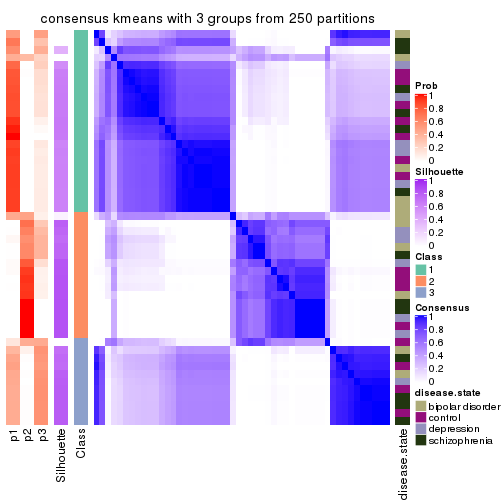 consensus kmeans with 3 groups from 250 partitions
Prob
1
0.8
0.6
0.4
0.2
0
Silhouette
1
0.8
0.6
0.4
0.2
0
Class
1
2
3
Consensus
1
0.8
0.6
0.4
0.2
0
disease.state
bipolar disorder
control
depression
schizophrenia
p1
p2
p3
Silhouette
Class
disease.state